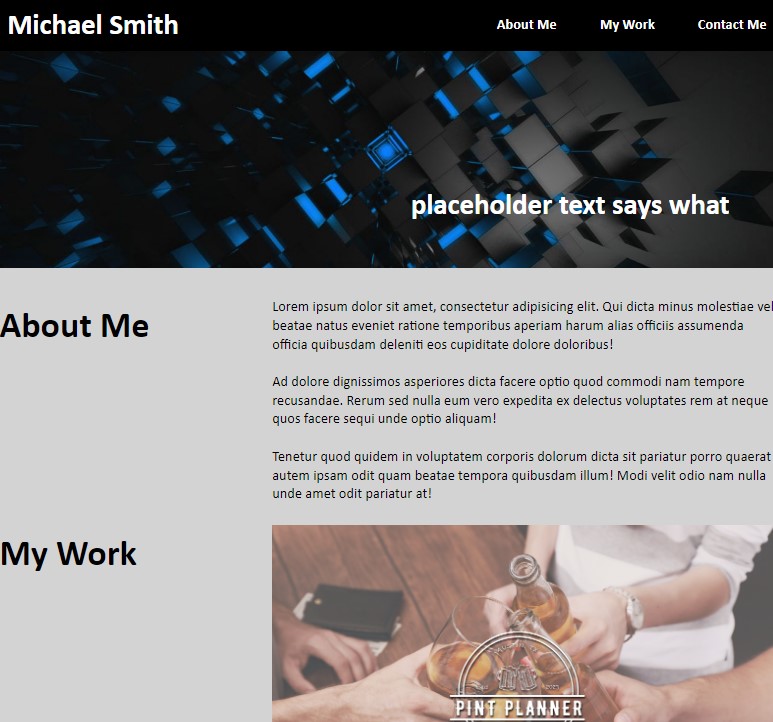 Michael Smith
About Me
My Work
Contact Me
placeholder text says what
About Me
Lorem ipsum dolor sit amet, consectetur adipisicing elit. Qui dicta minus molestiae vel
beatae natus eveniet ratione temporibus aperiam harum alias officiis assumenda
officia quibusdam deleniti eos cupiditate dolore doloribus!
Ad dolore dignissimos asperiores dicta facere optio quod commodi nam tempore
recusandae. Rerum sed nulla eum vero expedita ex delectus voluptates rem at neque
quos facere sequi unde optio aliquam!
Tenetur quod quidem in voluptatem corporis dolorum dicta sit pariatur porro quaerat
autem ipsam odit quam beatae tempora quibusdam illum! Modi velit odio nam nulla
unde amet odit pariatur at!
My Work
PINT PLANNER